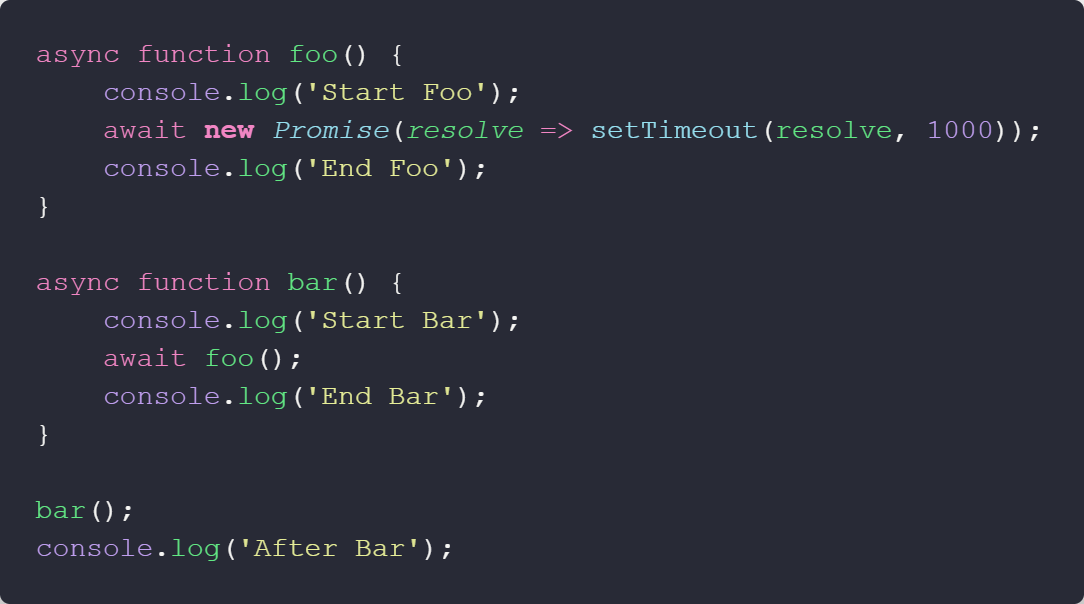 async function foo() {
    console.log('Start Foo');
    await new Promise(resolve => setTimeout(resolve, 1000));
    console.log('End Foo');
}

async function bar() {
    console.log('Start Bar');
    await foo();
    console.log('End Bar');
}

bar();
console.log('After Bar');